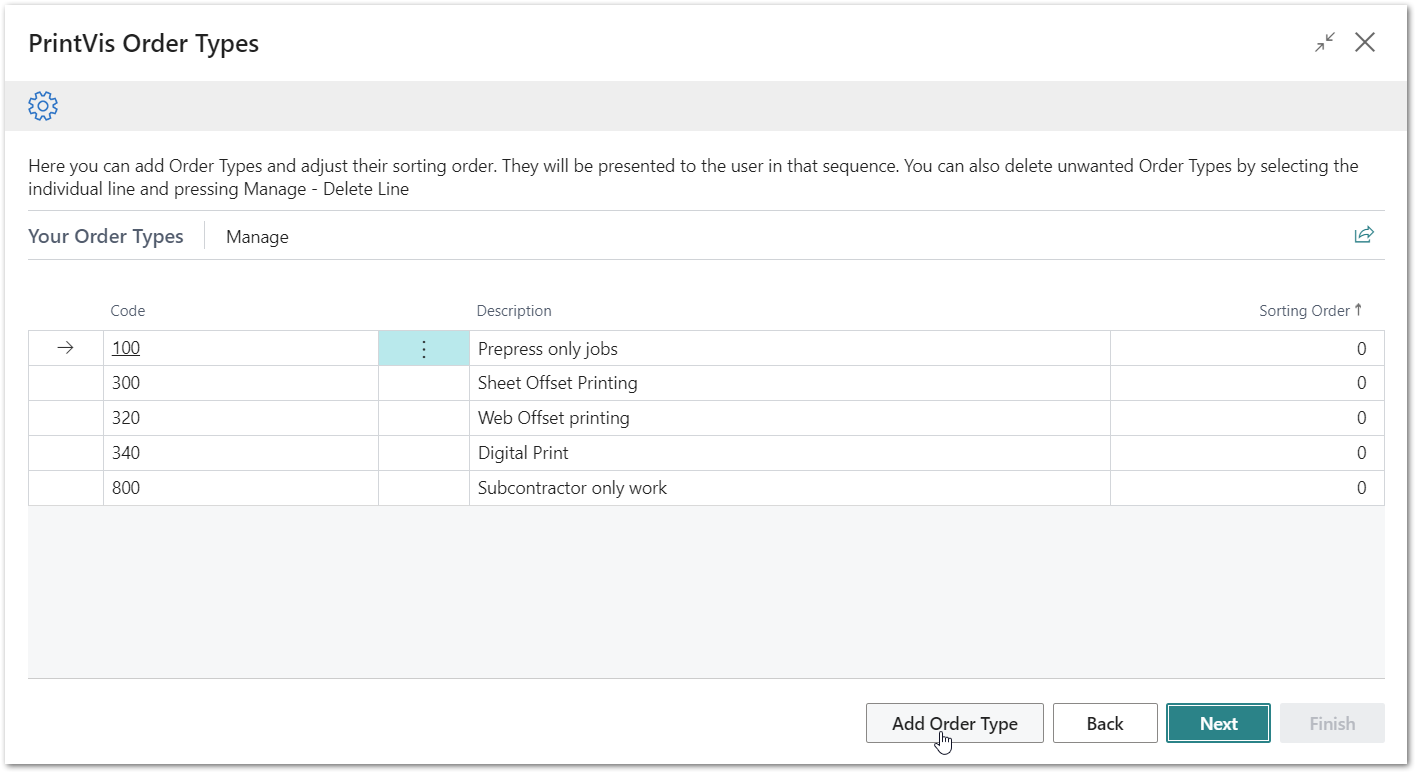 PrintVis Order Types
Here you can add Order Types and adjust their sorting order. They will be presented to the user in that sequence. You can also delete unwanted Order Types by selecting the
individual line and pressing Manage - Delete Line
Your Order Types Manage
Code Description Sorting Order
100 Prepress only jobs 0
300 Sheet Offset Printing 0
320 Web Offset printing 0
340 Digital Print 0
800 Subcontractor only work 0
Add Order Type Back Next Finish